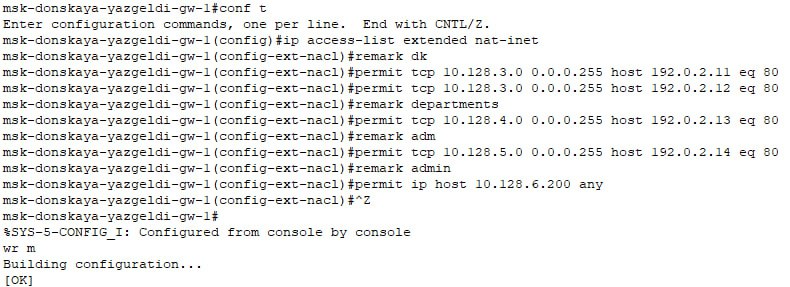 msk-donskaya-yazgeldi-gw-1#conf t
Enter configuration commands, one per line.  End with CNTL/Z.
msk-donskaya-yazgeldi-gw-1(config)#ip access-list extended nat-inet
msk-donskaya-yazgeldi-gw-1(config-ext-nacl)#remark dk
msk-donskaya-yazgeldi-gw-1(config-ext-nacl)#permit tcp 10.128.3.0 0.0.0.255 host 192.0.2.11 eq 80
msk-donskaya-yazgeldi-gw-1(config-ext-nacl)#permit tcp 10.128.3.0 0.0.0.255 host 192.0.2.12 eq 80
msk-donskaya-yazgeldi-gw-1(config-ext-nacl)#remark departments
msk-donskaya-yazgeldi-gw-1(config-ext-nacl)#permit tcp 10.128.4.0 0.0.0.255 host 192.0.2.13 eq 80
msk-donskaya-yazgeldi-gw-1(config-ext-nacl)#remark adm
msk-donskaya-yazgeldi-gw-1(config-ext-nacl)#permit tcp 10.128.5.0 0.0.0.255 host 192.0.2.14 eq 80
msk-donskaya-yazgeldi-gw-1(config-ext-nacl)#remark admin
msk-donskaya-yazgeldi-gw-1(config-ext-nacl)#permit ip host 10.128.6.200 any
msk-donskaya-yazgeldi-gw-1(config-ext-nacl)#^Z
msk-donskaya-yazgeldi-gw-1#
%SYS-5-CONFIG_I: Configured from console by console
wr m
Building configuration...
[OK]